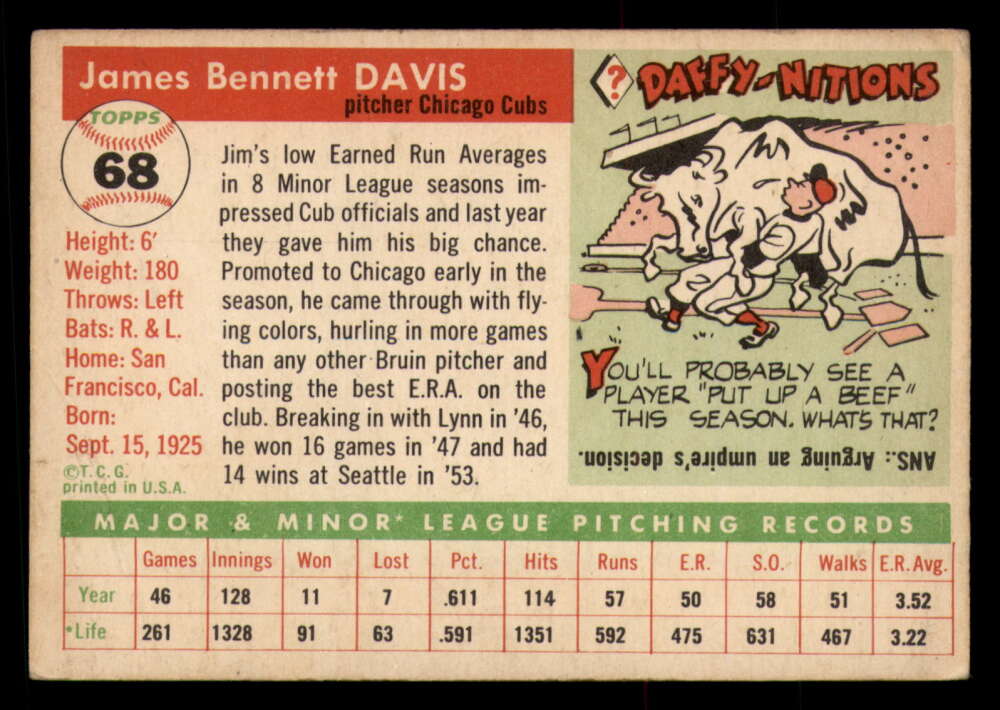 James Bennett DAVIS
pitcher Chicago Cubs
TOPPS
68
Height: 6′
Weight: 180
Throws: Left
Bats: R. & L.
Home: San
Francisco, Cal.
Born:
Sept. 15, 1925
©T.C.G.
printed in U.S.A.
Jim's low Earned Run Averages
in 8 Minor League seasons im-
pressed Cub officials and last year
they gave him his big chance.
Promoted to Chicago early in the
season, he came through with fly-
ing colors, hurling in more games
than any other Bruin pitcher and
posting the best E.R.A. on the
club. Breaking in with Lynn in '46,
he won 16 games in '47 and had
14 wins at Seattle in '53.
? DAFFY-NITIONS
YOU'LL PROBABLY SEE A
PLAYER "PUT UP A BEEF"
THIS SEASON. WHAT'S THAT?
ANS.: Arguing an umpire's decision.
MAJOR & MINOR* LEAGUE PITCHING RECORDS
Games Innings Won Lost Pct. Hits Runs E.R. S.O. Walks E.R. Avg.
Year 46 128 11 7 .611 114 57 50 58 51 3.52
*Life 261 1328 91 63 .591 1351 592 475 631 467 3.22